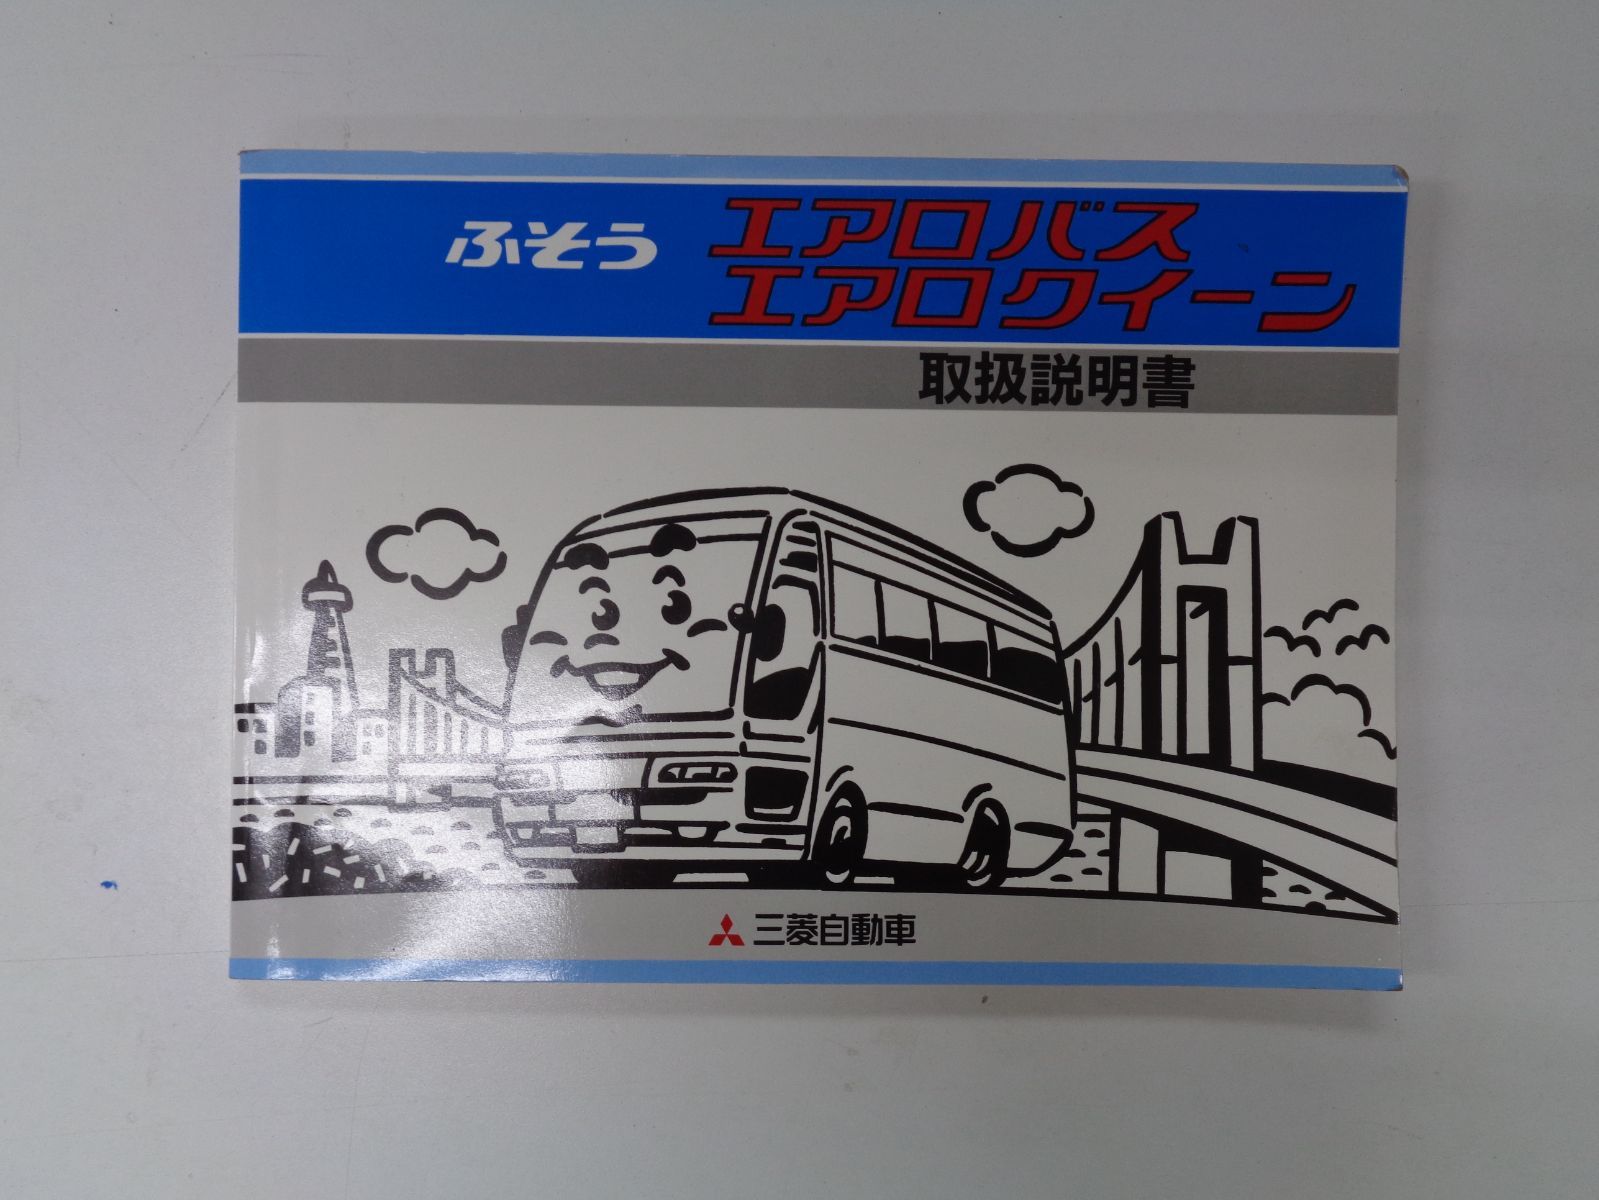 ふそう エアロバス
エアロクイーン
取扱説明書
三菱自動車